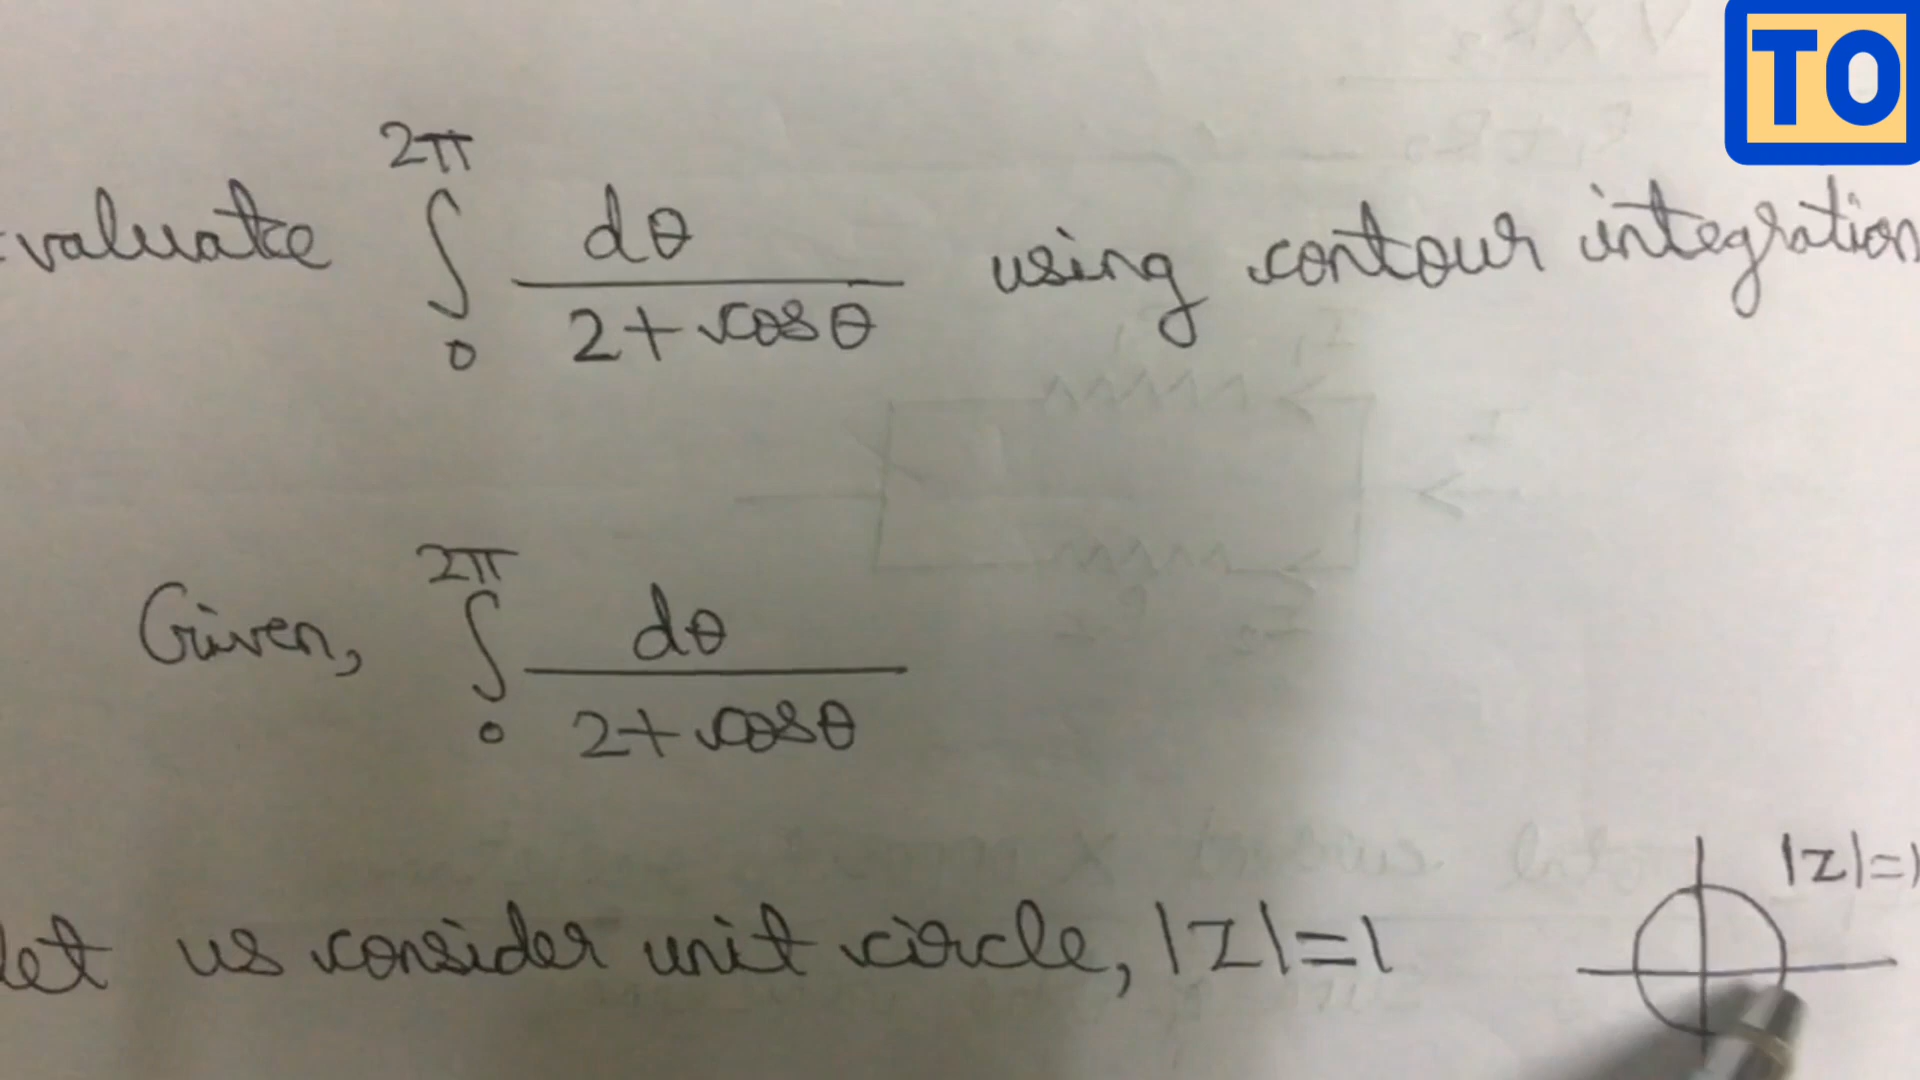 TO
valuate ∫₀^2π dθ / 2+cosθ using contour integration
Given, ∫₀^2π dθ / 2+cosθ
|z|=1
let us consider unit circle, |z|=1